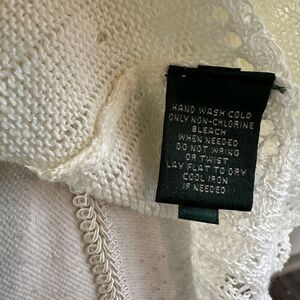 HAND WASH COLD
ONLY NON-CHLORINE
BLEACH
WHEN NEEDED
DO NOT WRING
OR TWIST
LAY FLAT TO DRY
COOL IRON
IF NEEDED